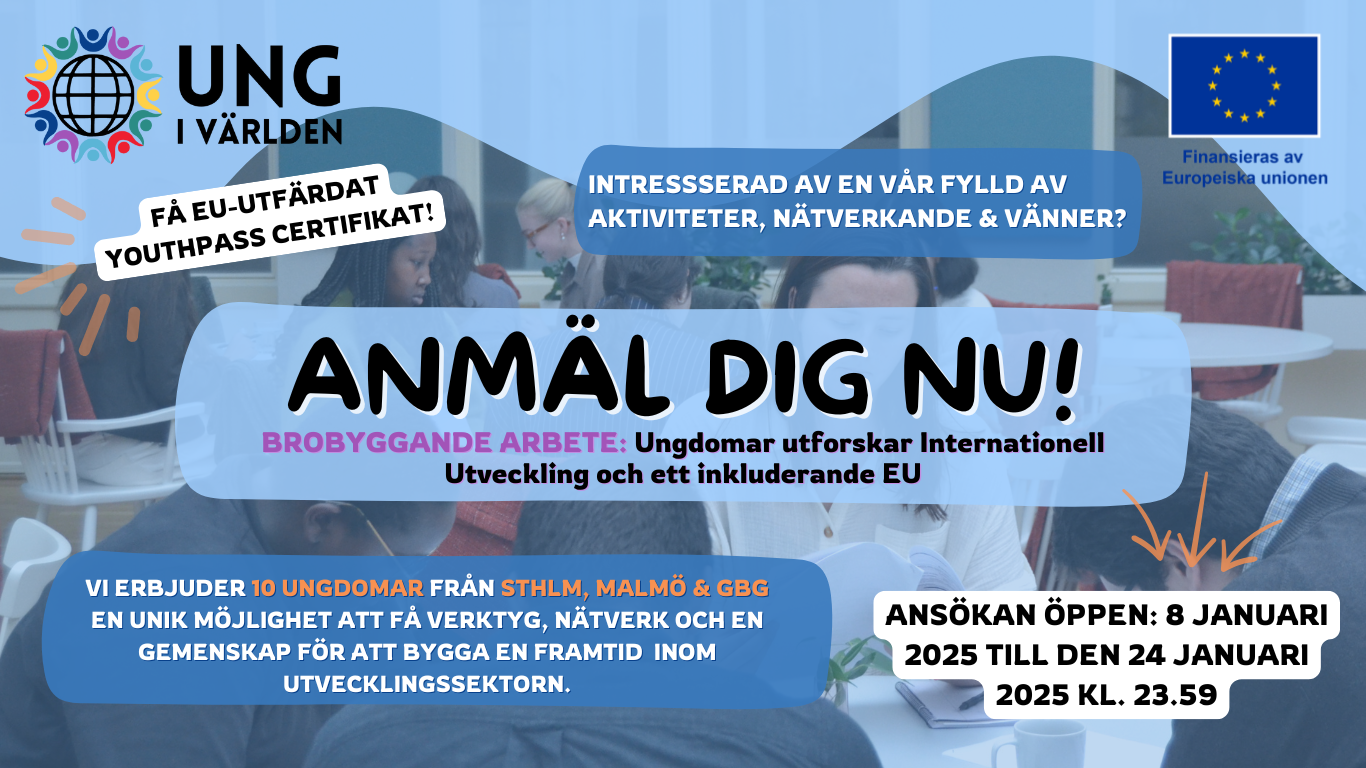 UNG
I VÄRLDEN
Finansieras av
Europeiska unionen
FÅ EU-UTFÄRDAT
YOUTHPASS CERTIFIKAT!
INTRESSSERAD AV EN VÅR FYLLD AV
AKTIVITETER, NÄTVERKANDE & VÄNNER?
ANMÄL DIG NU!
BROBYGGANDE ARBETE: Ungdomar utforskar Internationell
Utveckling och ett inkluderande EU
VI ERBJUDER 10 UNGDOMAR FRÅN STHLM, MALMÖ & GBG
EN UNIK MÖJLIGHET ATT FÅ VERKTYG, NÄTVERK OCH EN
GEMENSKAP FÖR ATT BYGGA EN FRAMTID INOM
UTVECKLINGSSEKTORN.
ANSÖKAN ÖPPEN: 8 JANUARI
2025 TILL DEN 24 JANUARI
2025 KL. 23.59